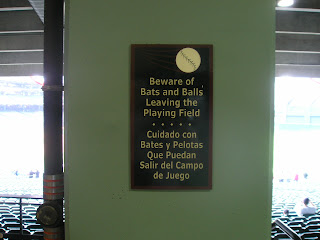 Beware of
Bats and Balls
Leaving the
Playing Field
• • • • •
Cuidado con
Bates y Pelotas
Que Puedan
Salir del Campo
de Juego